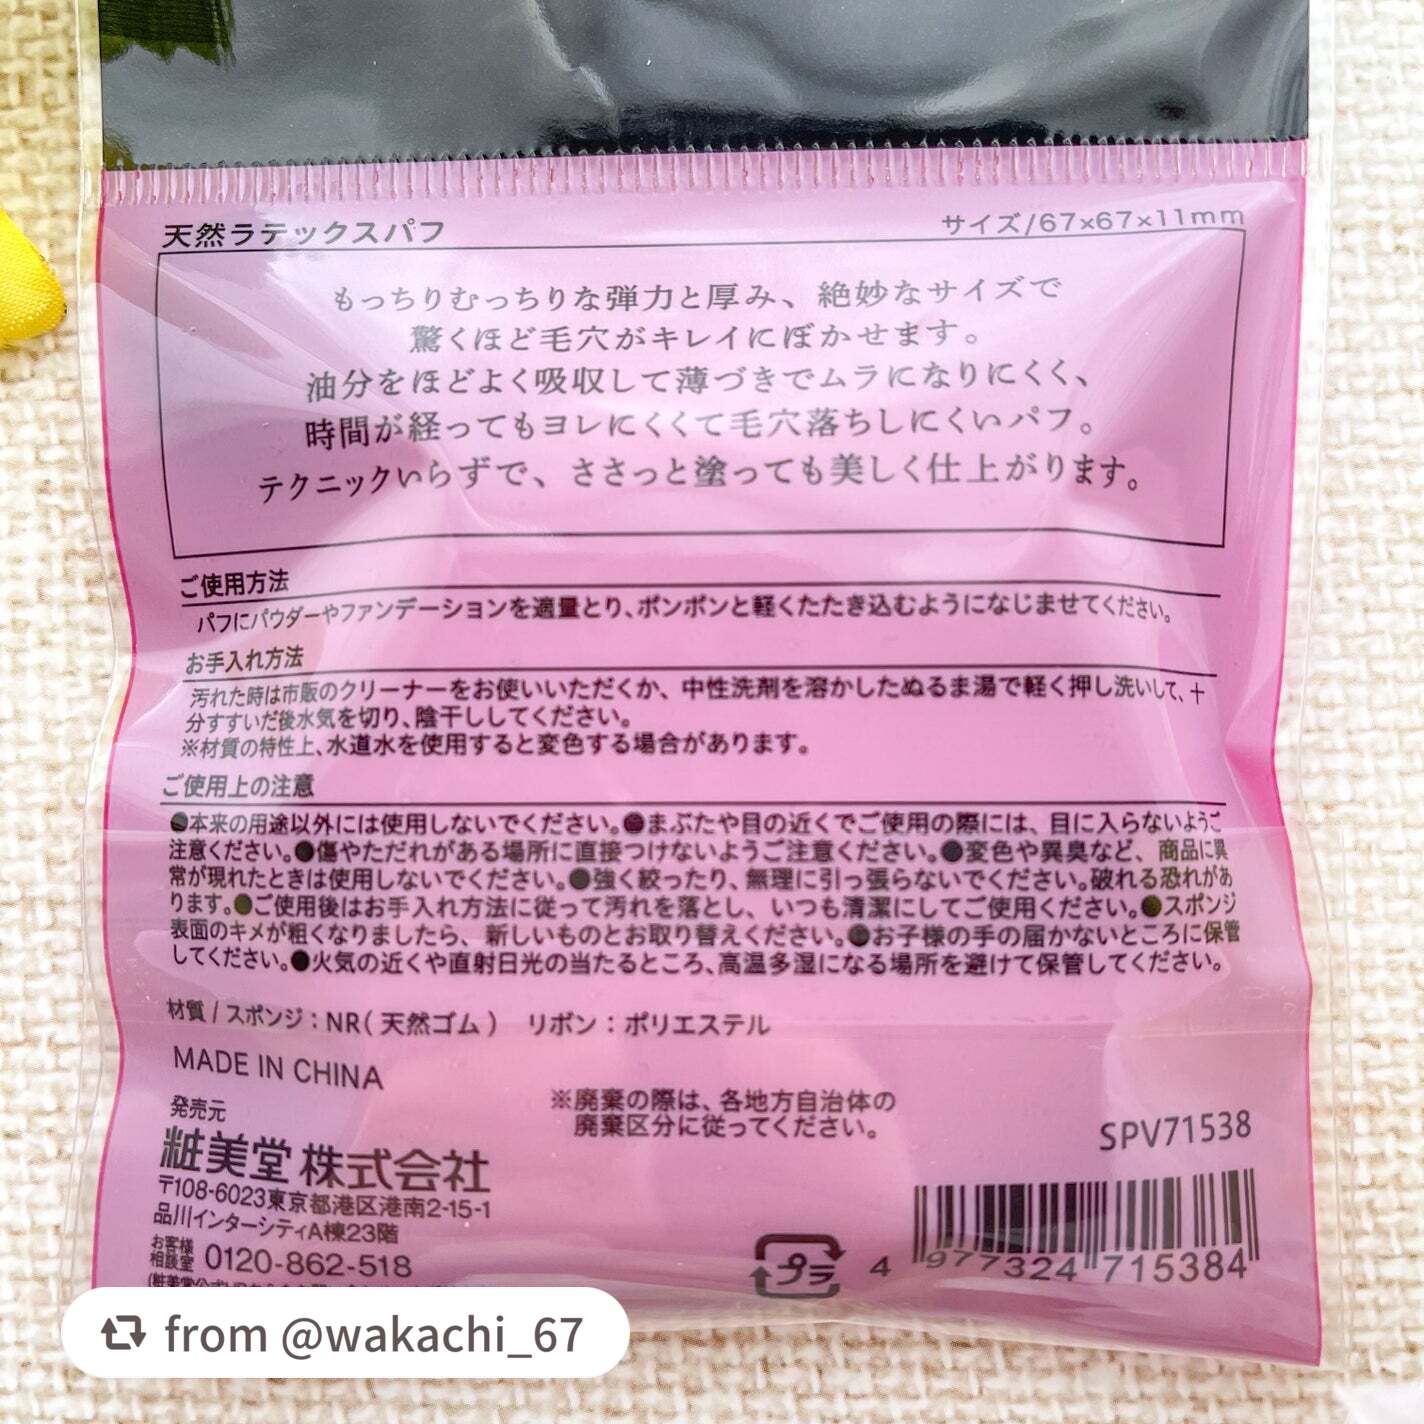 天然ラテックスパフ
サイズ/67×67×11mm
もっちりむっちりな弾力と厚み、絶妙なサイズで
驚くほど毛穴がキレイにぼかせます。
油分をほどよく吸収して薄づきでムラになりにくく、
時間が経ってもヨレにくくて毛穴落ちしにくいパフ。
テクニックいらずで、ささっと塗っても美しく仕上がります。
ご使用方法
パフにパウダーやファンデーションを適量とり、ポンポンと軽くたたき込むようになじませてください。
お手入れ方法
汚れた時は市販のクリーナーをお使いいただくか、中性洗剤を溶かしたぬるま湯で軽く押し洗いして、十
分すすいだ後水気を切り、陰干ししてください。
※材質の特性上、水道水を使用すると変色する場合があります。
ご使用上の注意
●本来の用途以外には使用しないでください。●まぶたや目の近くでご使用の際には、目に入らないようご
注意ください。●傷やただれがある場所に直接つけないようご注意ください。●変色や異臭など、商品に異
常が現れたときは使用しないでください。●強く絞ったり、無理に引っ張らないでください。破れる恐れがあ
ります。●ご使用後はお手入れ方法に従って汚れを落とし、いつも清潔にしてご使用ください。●スポンジ
表面のキメが粗くなりましたら、新しいものとお取り替えください。●お子様の手の届かないところに保管
してください。●火気の近くや直射日光の当たるところ、高温多湿になる場所を避けて保管してください。
材質/スポンジ：NR(天然ゴム) リボン：ポリエステル
MADE IN CHINA
※廃棄の際は、各地方自治体の
廃棄区分に従ってください。
発売元
粧美堂株式会社
〒108-6023東京都港区港南2-15-1
品川インターシティA棟23階
お客様
相談室 0120-862-518
SPV71538
プラ
4 977324 715384
from @wakachi_67